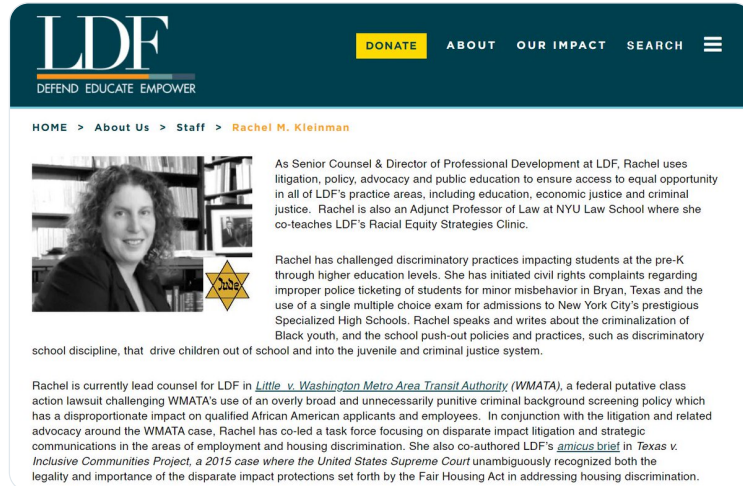 LDF
DEFEND EDUCATE EMPOWER
DONATE ABOUT OUR IMPACT SEARCH
HOME > About Us > Staff > Rachel M. Kleinman
As Senior Counsel & Director of Professional Development at LDF, Rachel uses
litigation, policy, advocacy and public education to ensure access to equal opportunity
in all of LDF's practice areas, including education, economic justice and criminal
justice. Rachel is also an Adjunct Professor of Law at NYU Law School where she
co-teaches LDF's Racial Equity Strategies Clinic.
Jude
Rachel has challenged discriminatory practices impacting students at the pre-K
through higher education levels. She has initiated civil rights complaints regarding
improper police ticketing of students for minor misbehavior in Bryan, Texas and the
use of a single multiple choice exam for admissions to New York City's prestigious
Specialized High Schools. Rachel speaks and writes about the criminalization of
Black youth, and the school push-out policies and practices, such as discriminatory
school discipline, that drive children out of school and into the juvenile and criminal justice system.
Rachel is currently lead counsel for LDF in Little v. Washington Metro Area Transit Authority (WMATA), a federal putative class
action lawsuit challenging WMATA's use of an overly broad and unnecessarily punitive criminal background screening policy which
has a disproportionate impact on qualified African American applicants and employees. In conjunction with the litigation and related
advocacy around the WMATA case, Rachel has co-led a task force focusing on disparate impact litigation and strategic
communications in the areas of employment and housing discrimination. She also co-authored LDF's amicus brief in Texas v.
Inclusive Communities Project, a 2015 case where the United States Supreme Court unambiguously recognized both the
legality and importance of the disparate impact protections set forth by the Fair Housing Act in addressing housing discrimination.